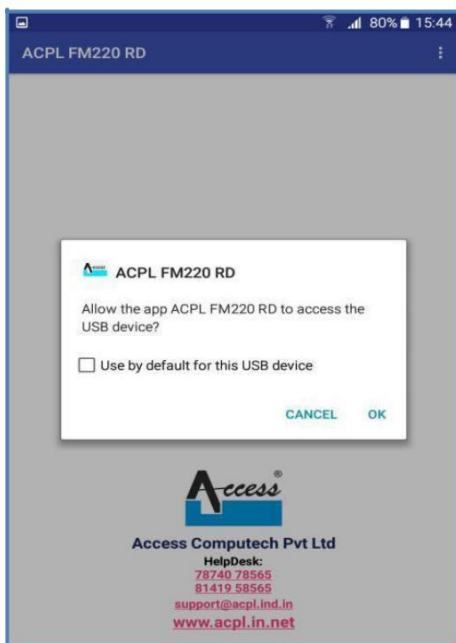 80% 15:44
ACPL FM220 RD
Access ACPL FM220 RD
Allow the app ACPL FM220 RD to access the
USB device?
Use by default for this USB device
CANCEL OK
Access®
Access Computech Pvt Ltd
HelpDesk:
78740 78565
81419 58565
support@acpl.ind.in
www.acpl.in.net